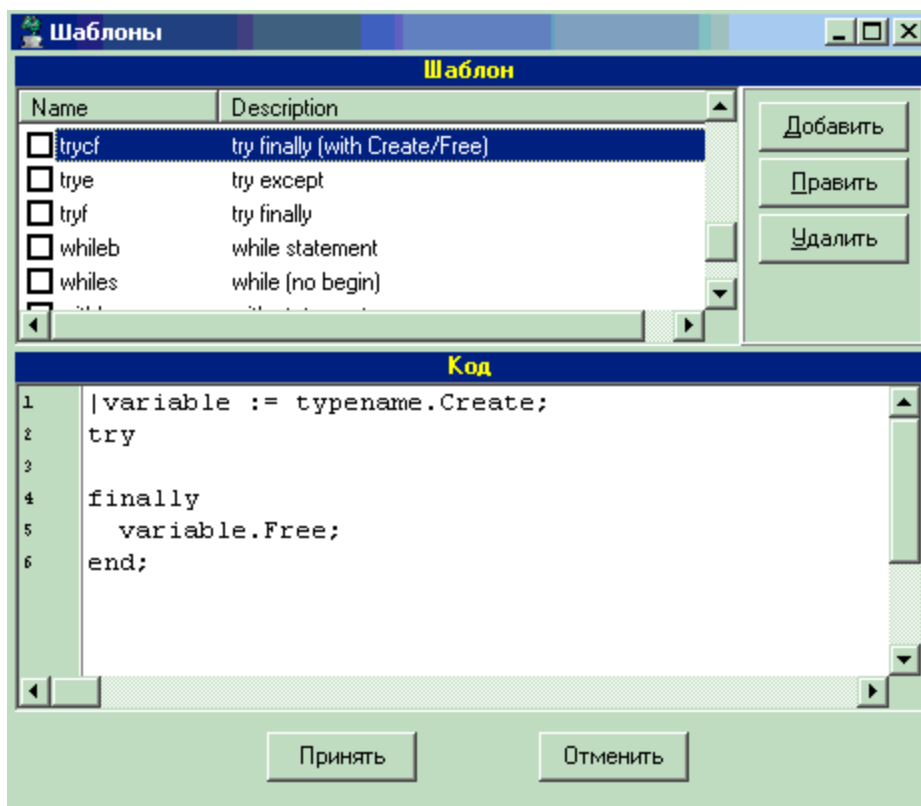 Шаблоны
Шаблон
Name Description
trycf try finally (with Create/Free)
trye try except
tryf try finally
whileb while statement
whiles while (no begin)
Добавить
Править
Удалить
Код
1 |variable := typename.Create;
2 try
3
4 finally
5 variable.Free;
6 end;
Принять Отменить